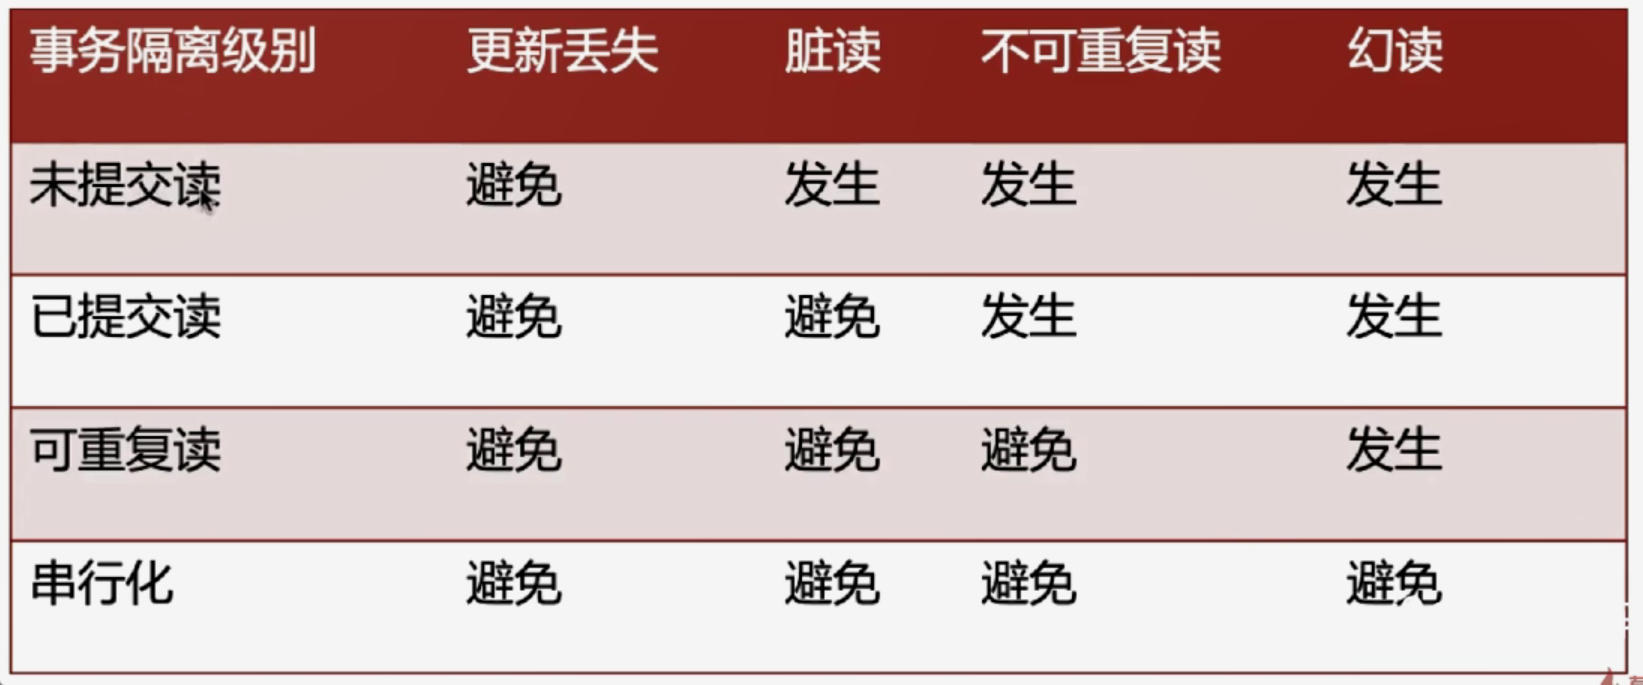 事务隔离级别 更新丢失 脏读 不可重复读 幻读
未提交读 避免 发生 发生 发生
已提交读 避免 避免 发生 发生
可重复读 避免 避免 避免 发生
串行化 避免 避免 避免 避免